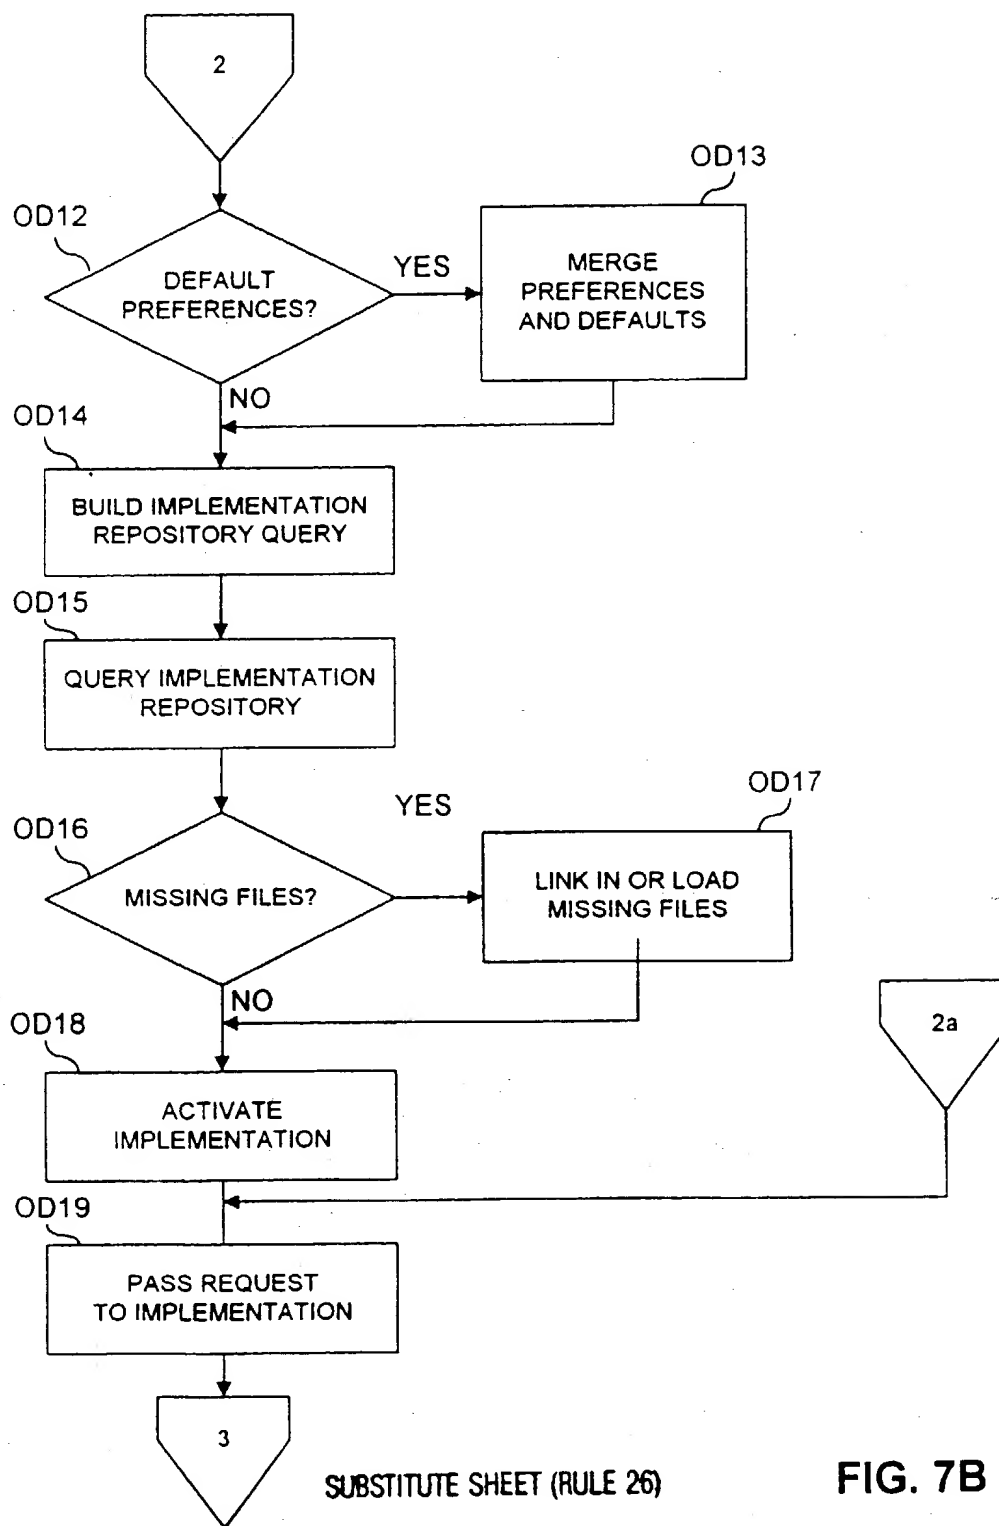 2
OD13
OD12
DEFAULT
PREFERENCES?
YES
MERGE
PREFERENCES
AND DEFAULTS
NO
OD14
BUILD IMPLEMENTATION
REPOSITORY QUERY
OD15
QUERY IMPLEMENTATION
REPOSITORY
OD17
YES
OD16
MISSING FILES?
LINK IN OR LOAD
MISSING FILES
NO
OD18
2a
ACTIVATE
IMPLEMENTATION
OD19
PASS REQUEST
TO IMPLEMENTATION
3
SUBSTITUTE SHEET (RULE 26)
FIG. 7B